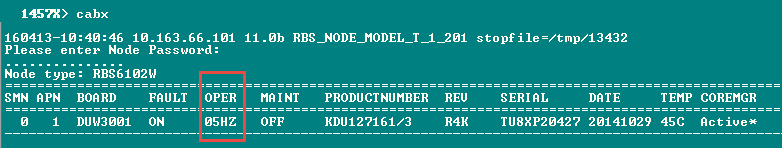 1457X> cabx
160413-10:40:46 10.163.66.101 11.0b RBS_NODE_MODEL_T_1_201 stopfile=/tmp/13432
Please enter Node Password:
...............
Node type: RBS6102W
================================================================================
SMN APN BOARD FAULT OPER MAINT PRODUCTNUMBER REV SERIAL DATE TEMP COREMGR
================================================================================
0 1 DUW3001 ON 05HZ OFF KDU127161/3 R4K TU8XP20427 20141029 45C Active*
--------------------------------------------------------------------------------